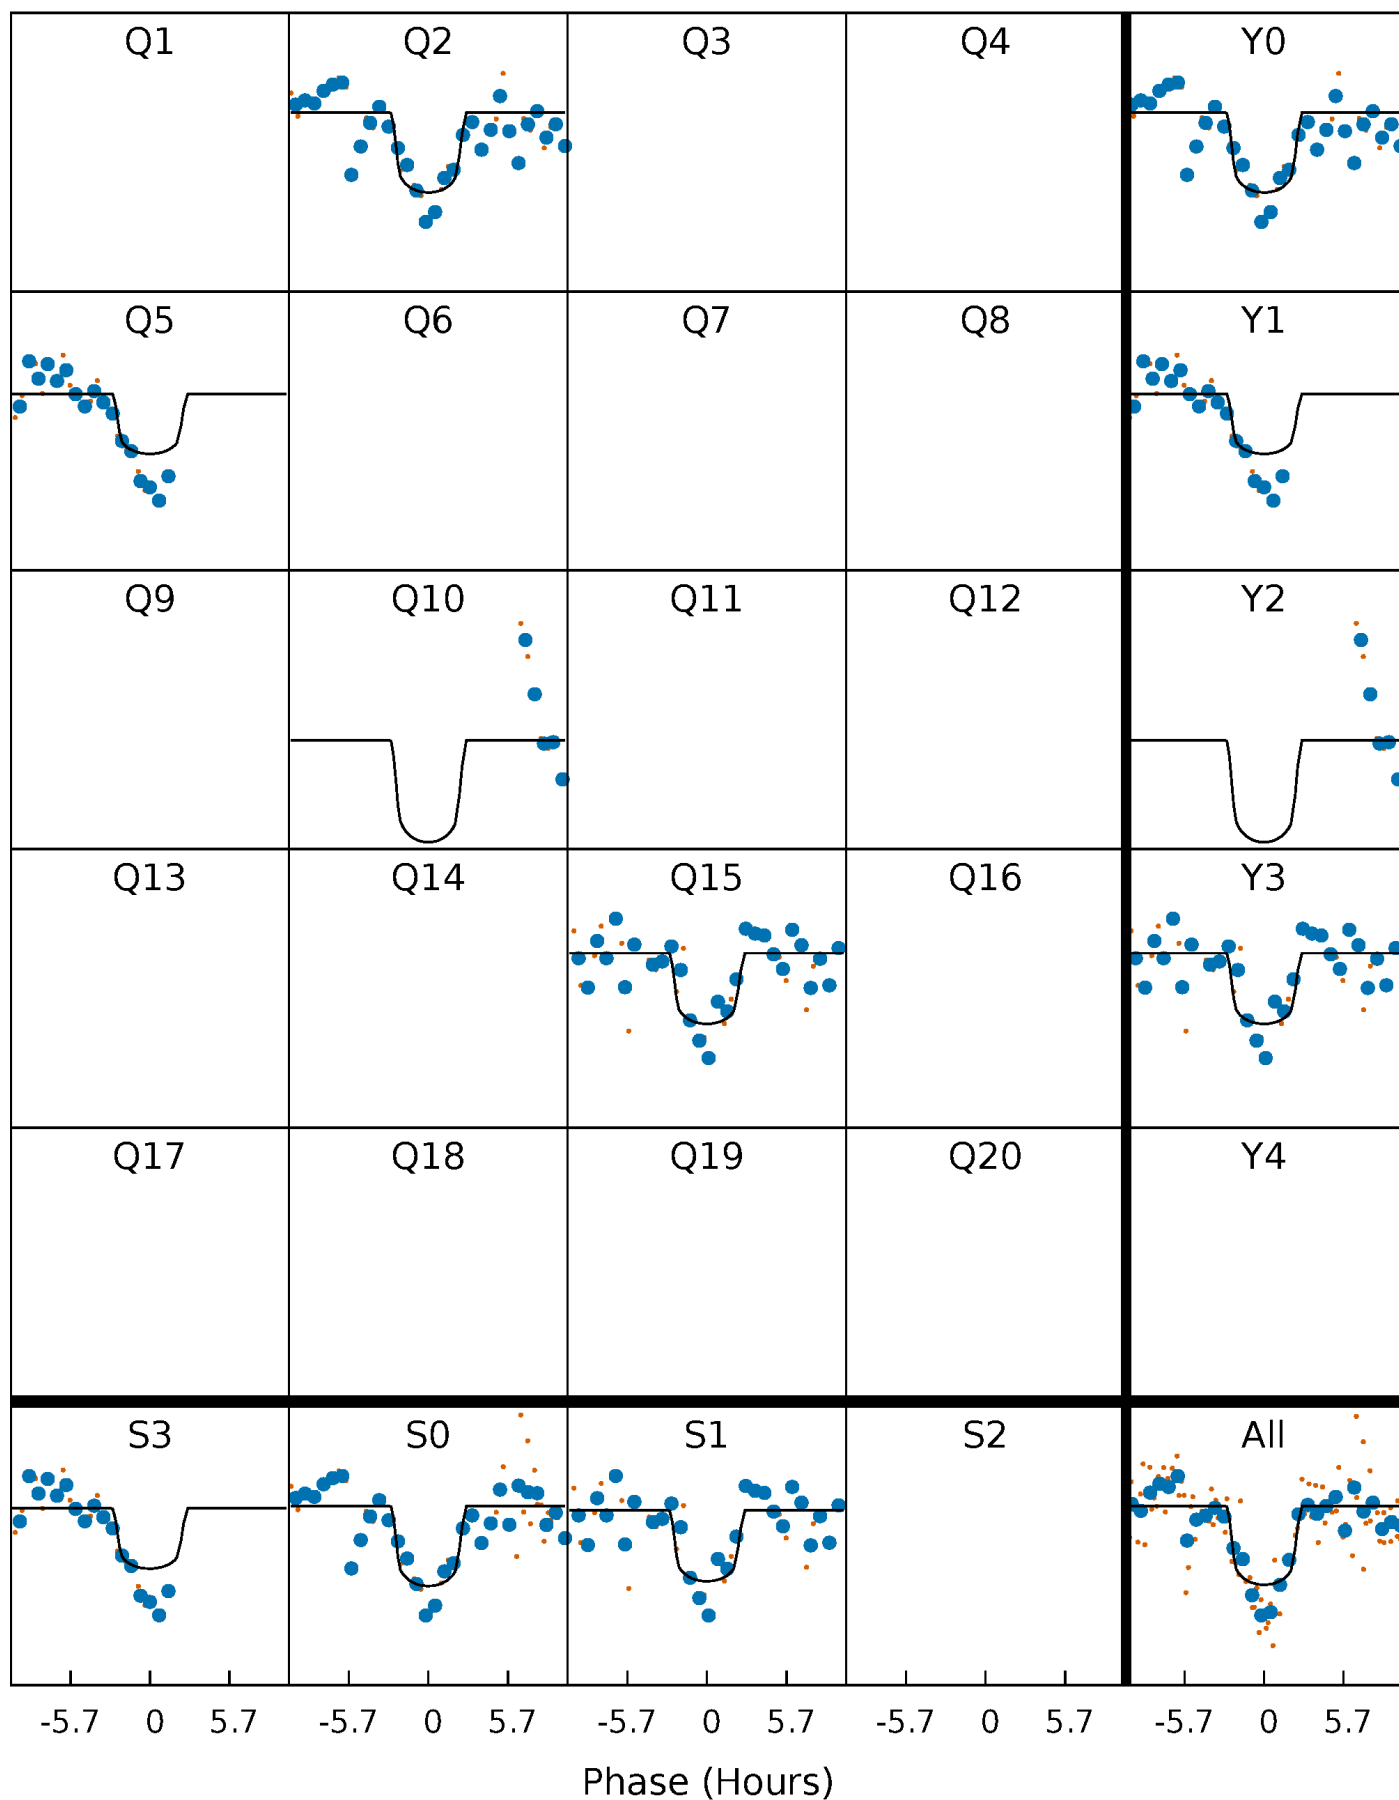 Q1 Q2 Q3 Q4 Y0
Q5 Q6 Q7 Q8 Y1
Q9 Q10 Q11 Q12 Y2
Q13 Q14 Q15 Q16 Y3
Q17 Q18 Q19 Q20 Y4
S3 S0 S1 S2 All
-5.7 0 5.7 -5.7 0 5.7 -5.7 0 5.7 -5.7 0 5.7 -5.7 0 5.7
Phase (Hours)